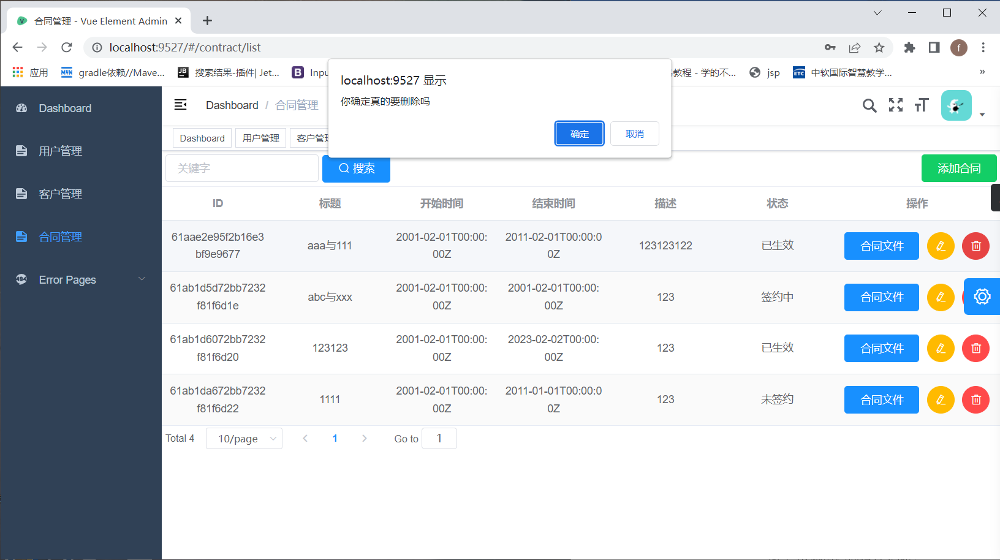 合同管理 - Vue Element Admin
localhost:9527/#/contract/list
f
应用
gradle依赖//Mave...
搜索结果-插件| Jet...
Inpu
教程 - 学的不...
jsp
中软国际智慧教学...
»
localhost:9527 显示
你确定真的要删除吗
确定
取消
Dashboard
用户管理
客户管理
合同管理
404
Error Pages
Dashboard / 合同管理
Dashboard
用户管理
客户管理
关键字
搜索
添加合同
ID 标题 开始时间 结束时间 描述 状态 操作
61aae2e95f2b16e3bf9e9677 aaa与111 2001-02-01T00:00:00Z 2011-02-01T00:00:00Z 123123122 已生效 合同文件
61ab1d5d72bb7232f81f6d1e abc与xxx 2001-02-01T00:00:00Z 2001-02-01T00:00:00Z 123 签约中 合同文件
61ab1d6072bb7232f81f6d20 123123 2001-02-01T00:00:00Z 2023-02-02T00:00:00Z 123 已生效 合同文件
61ab1da672bb7232f81f6d22 1111 2001-02-01T00:00:00Z 2011-01-01T00:00:00Z 123 未签约 合同文件
Total 4 10/page 1 Go to 1